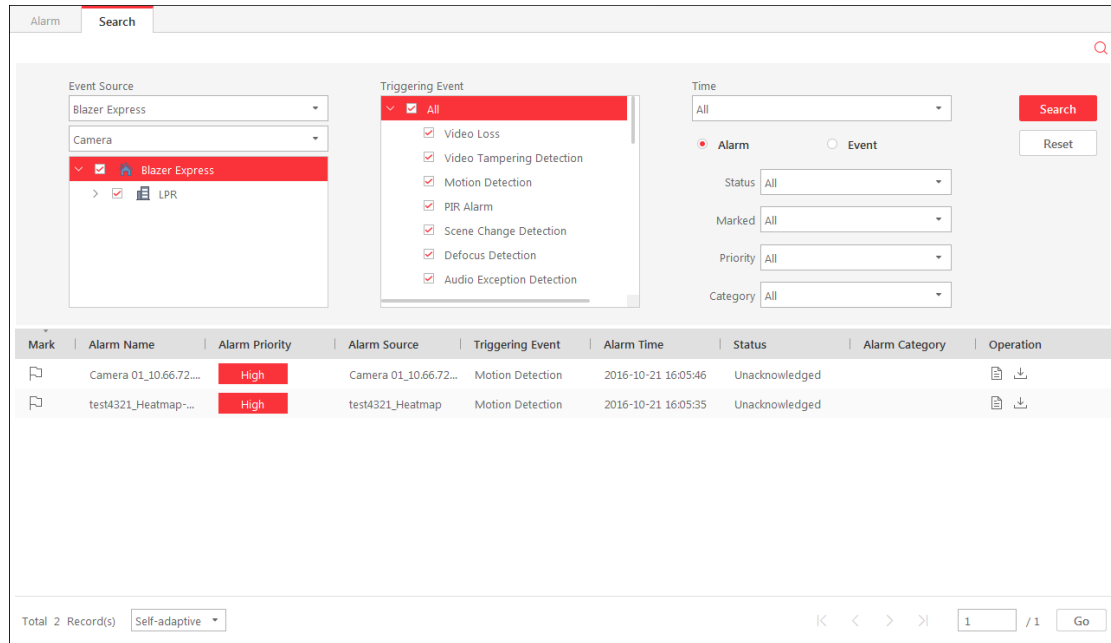 Alarm Search
Event Source Triggering Event Time
Blazer Express All All Search
Camera Video Loss Alarm Event Reset
Blazer Express Video Tampering Detection
LPR Motion Detection Status All
PIR Alarm
Scene Change Detection Marked All
Defocus Detection Priority All
Audio Exception Detection
Category All
Mark Alarm Name Alarm Priority Alarm Source Triggering Event Alarm Time Status Alarm Category Operation
Camera 01_10.66.72.... High Camera 01_10.66.72... Motion Detection 2016-10-21 16:05:46 Unacknowledged
test4321_Heatmap-... High test4321_Heatmap Motion Detection 2016-10-21 16:05:35 Unacknowledged
Total 2 Record(s) Self-adaptive 1 / 1 Go